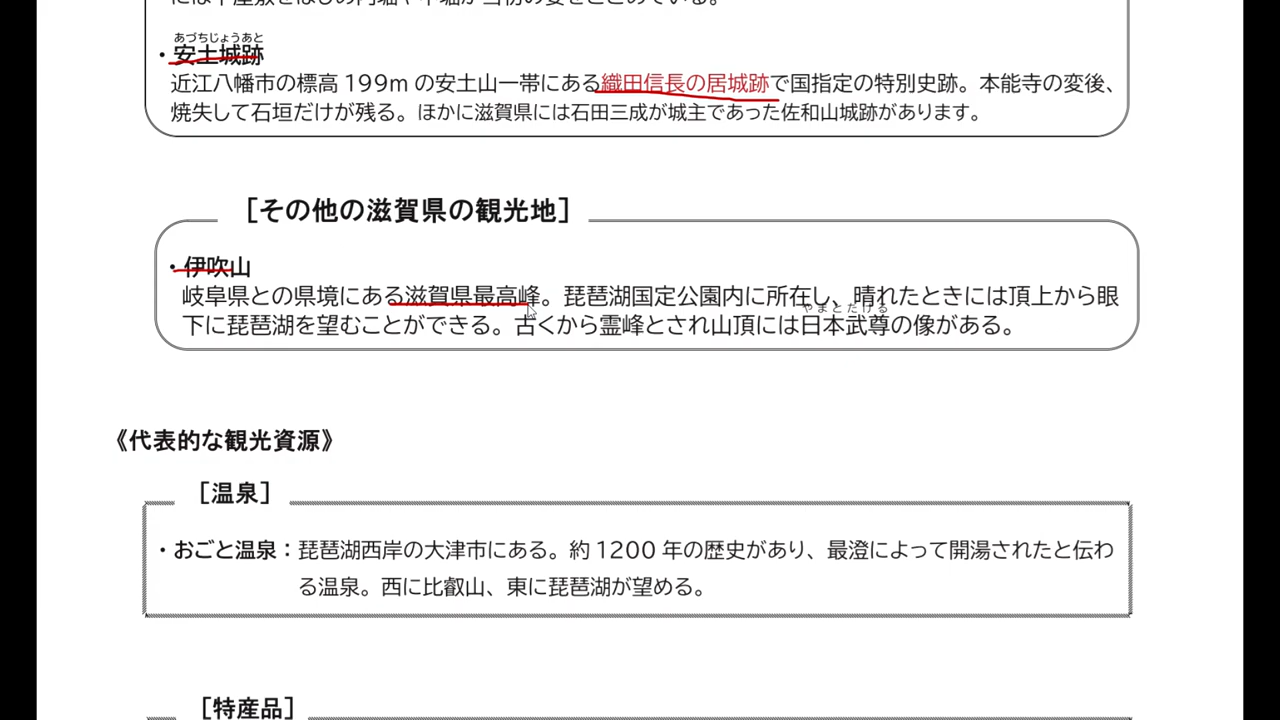 あづちじょうあと
・安土城跡
近江八幡市の標高 199m の安土山一帯にある織田信長の居城跡で国指定の特別史跡。本能寺の変後、
焼失して石垣だけが残る。ほかに滋賀県には石田三成が城主であった佐和山城跡があります。
［その他の滋賀県の観光地］
・伊吹山
岐阜県との県境にある滋賀県最高峰。琵琶湖国定公園内に所在し、晴れたときには頂上から眼
やまとたける
下に琵琶湖を望むことができる。古くから霊峰とされ山頂には日本武尊の像がある。
《代表的な観光資源》
［温泉］
・おごと温泉：琵琶湖西岸の大津市にある。約 1200 年の歴史があり、最澄によって開湯されたと伝わ
る温泉。西に比叡山、東に琵琶湖が望める。
［特産品］